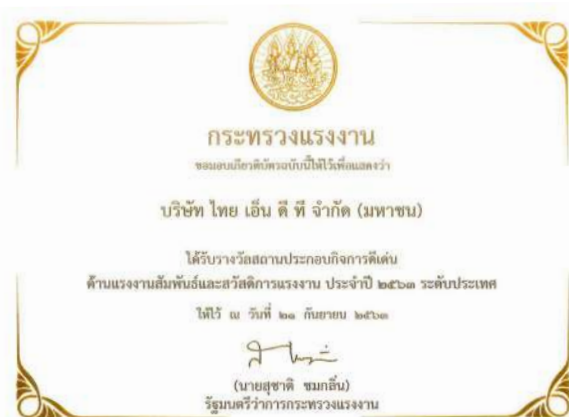 กระทรวงแรงงาน
ขอมอบเกียรติบัตรฉบับนี้ให้ไว้เพื่อแสดงว่า
บริษัท ไทย เอ็น ดี ที จำกัด (มหาชน)
ได้รับรางวัลสถานประกอบกิจการดีเด่น
ด้านแรงงานสัมพันธ์และสวัสดิการแรงงาน ประจำปี ๒๕๖๓ ระดับประเทศ
ให้ไว้ ณ วันที่ ๒๑ กันยายน ๒๕๖๓
(นายสุชาติ ชมกลิ่น)
รัฐมนตรีว่าการกระทรวงแรงงาน